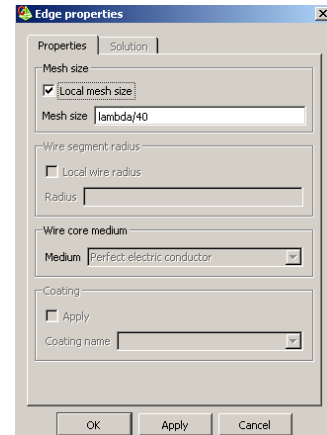 Edge properties
Properties Solution
Mesh size
Local mesh size
Mesh size lambda/40
Wire segment radius
Local wire radius
Radius
Wire core medium
Medium Perfect electric conductor
Coating
Apply
Coating name
OK Apply Cancel